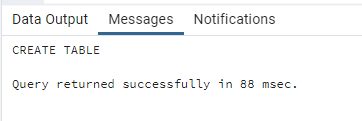 Data Output Messages Notifications
CREATE TABLE
Query returned successfully in 88 msec.